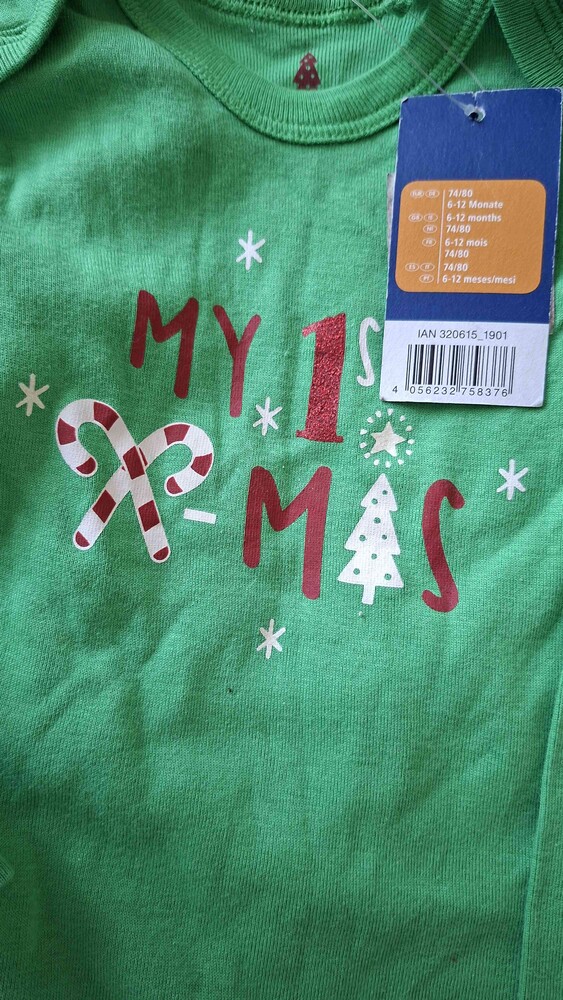 74/80
6-12 Monate
6-12 months
74/80
6-12 mois
74/80
74/80
6-12 meses/mesi
IAN 320615_1901
4 056232 758376
MY 1S
X-MAS